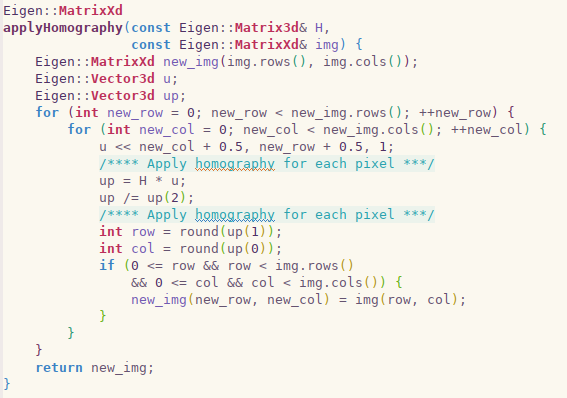 Eigen::MatrixXd
applyHomography(const Eigen::Matrix3d& H,
                const Eigen::MatrixXd& img) {
    Eigen::MatrixXd new_img(img.rows(), img.cols());
    Eigen::Vector3d u;
    Eigen::Vector3d up;
    for (int new_row = 0; new_row < new_img.rows(); ++new_row) {
        for (int new_col = 0; new_col < new_img.cols(); ++new_col) {
            u << new_col + 0.5, new_row + 0.5, 1;
            /**** Apply homography for each pixel ***/
            up = H * u;
            up /= up(2);
            /**** Apply homography for each pixel ***/
            int row = round(up(1));
            int col = round(up(0));
            if (0 <= row && row < img.rows()
                && 0 <= col && col < img.cols()) {
                new_img(new_row, new_col) = img(row, col);
            }
        }
    }
    return new_img;
}